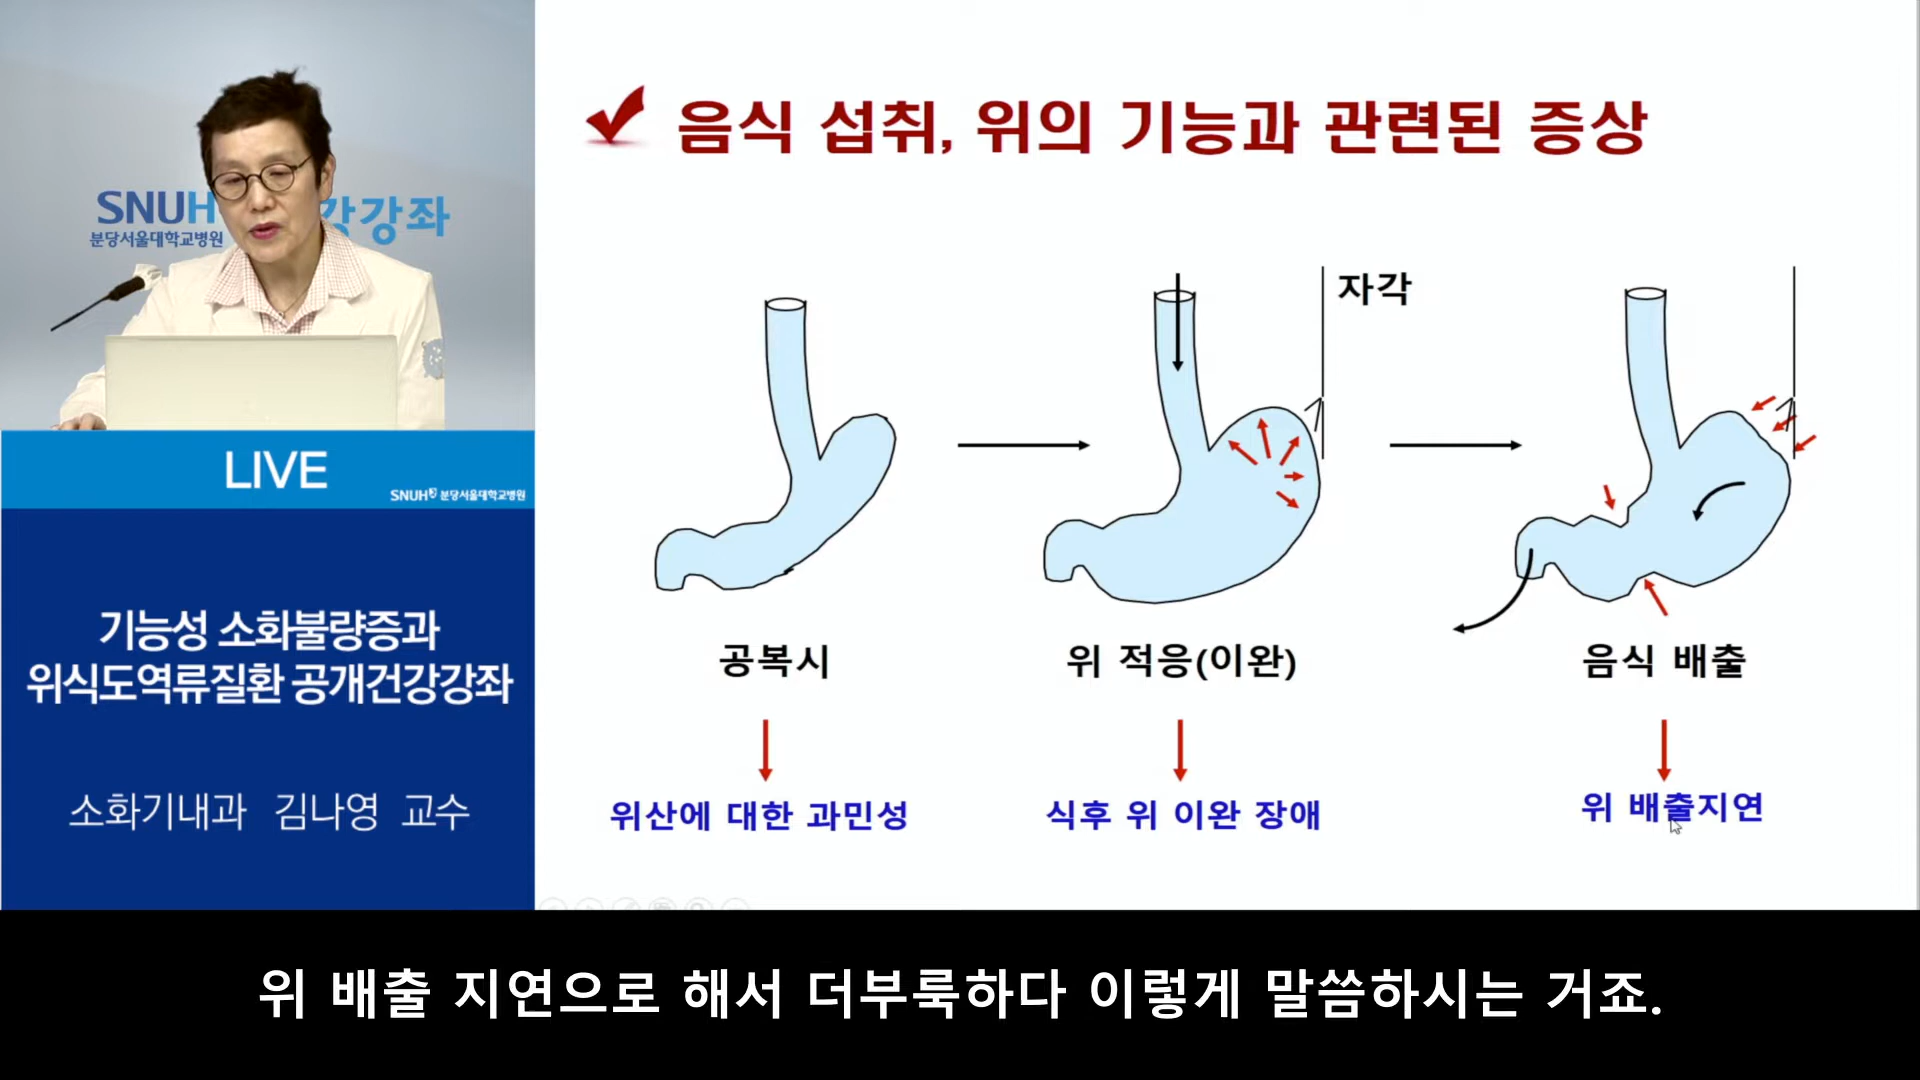 SNUH
분당서울대학교병원
강강좌
LIVE
SNUH 분당서울대학교병원
기능성 소화불량증과
위식도역류질환 공개건강강좌
소화기내과 김나영 교수
음식 섭취, 위의 기능과 관련된 증상
자각
공복시
위 적응(이완)
음식 배출
위산에 대한 과민성
식후 위 이완 장애
위 배출지연
위 배출 지연으로 해서 더부룩하다 이렇게 말씀하시는 거죠.